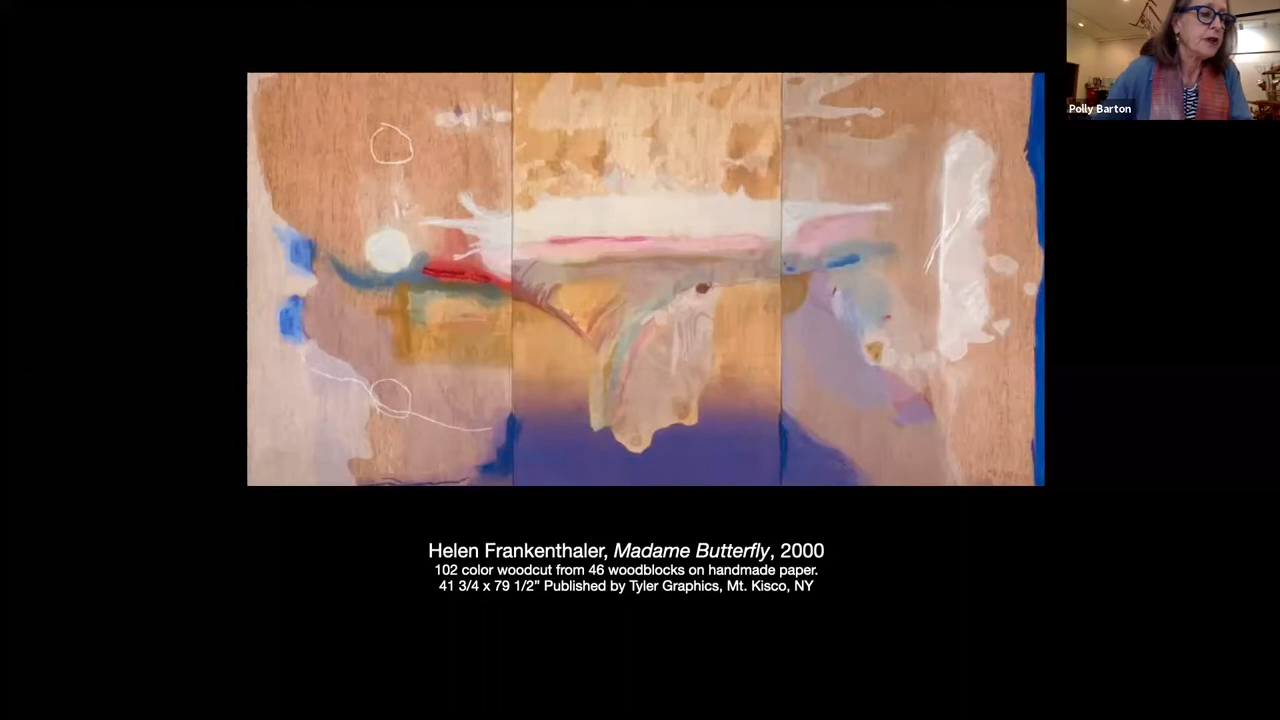 Polly Barton
Helen Frankenthaler, Madame Butterfly, 2000
102 color woodcut from 46 woodblocks on handmade paper.
41 3/4 x 79 1/2” Published by Tyler Graphics, Mt. Kisco, NY